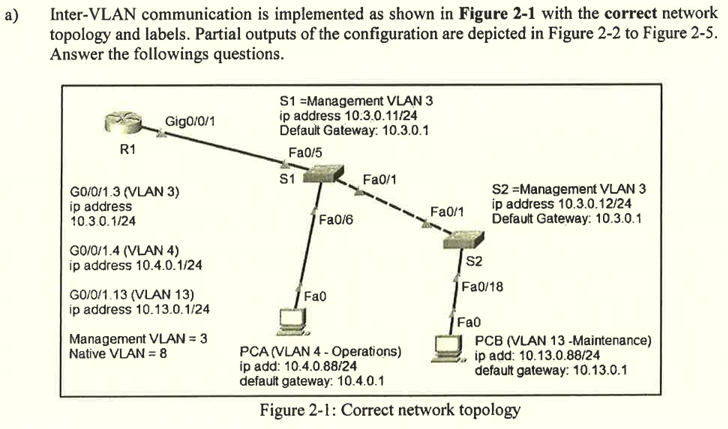 a) Inter-VLAN communication is implemented as shown in Figure 2-1 with the correct network
topology and labels. Partial outputs of the configuration are depicted in Figure 2-2 to Figure 2-5.
Answer the followings questions.
S1 =Management VLAN 3
ip address 10.3.0.11/24
Default Gateway: 10.3.0.1
Gig0/0/1
R1
Fa0/5
S1
Fa0/1
Fa0/6
Fa0/1
S2 =Management VLAN 3
ip address 10.3.0.12/24
Default Gateway: 10.3.0.1
S2
Fa0/18
G0/0/1.3 (VLAN 3)
ip address
10.3.0.1/24
G0/0/1.4 (VLAN 4)
ip address 10.4.0.1/24
G0/0/1.13 (VLAN 13)
ip address 10.13.0.1/24
Management VLAN = 3
Native VLAN = 8
Fa0
PCA (VLAN 4 - Operations)
ip add: 10.4.0.88/24
default gateway: 10.4.0.1
Fa0
PCB (VLAN 13 -Maintenance)
ip add: 10.13.0.88/24
default gateway: 10.13.0.1
Figure 2-1: Correct network topology